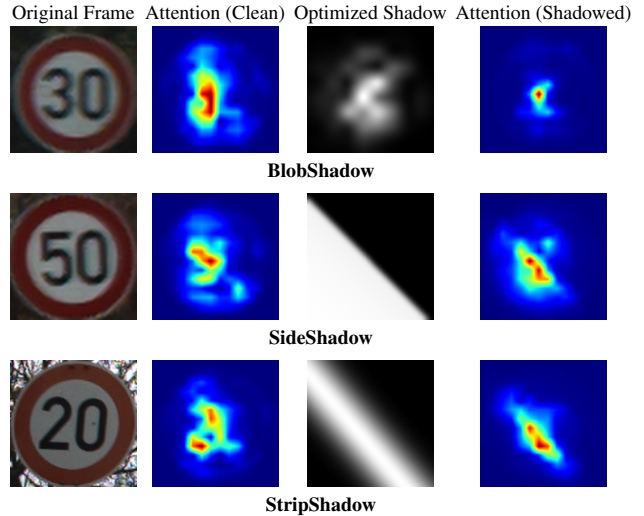 Original Frame Attention (Clean) Optimized Shadow Attention (Shadowed)
30
BlobShadow
50
SideShadow
20
StripShadow